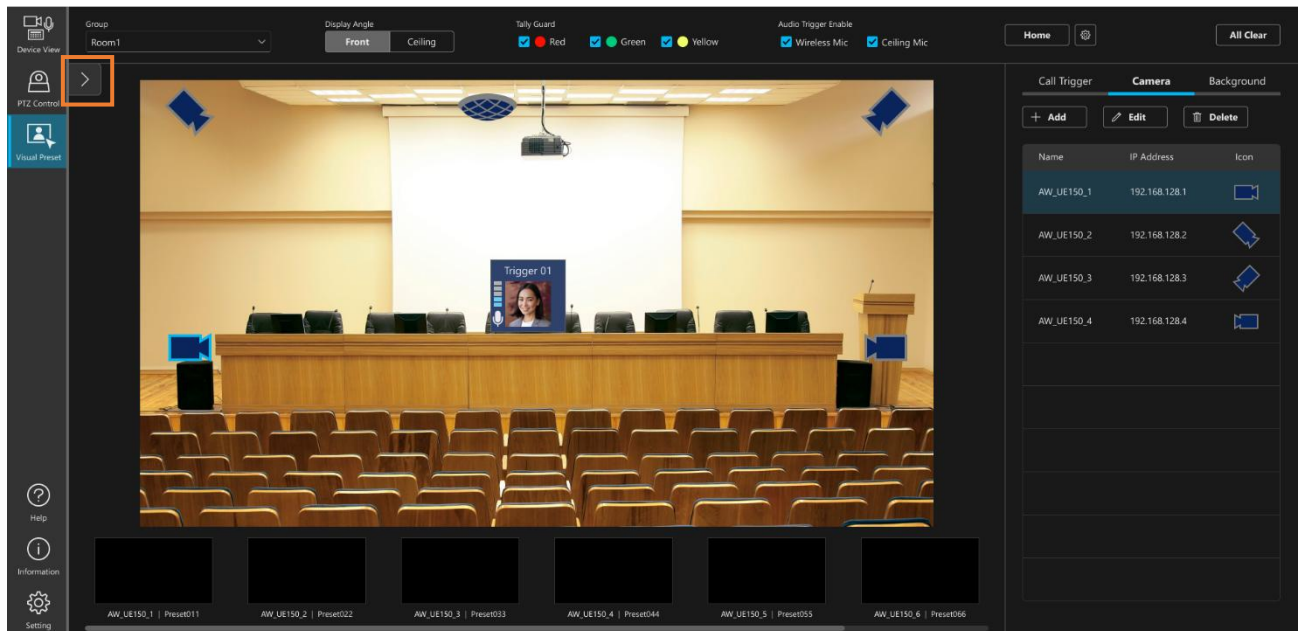 Device View
PTZ Control
Visual Preset
Help
Information
Setting
Group
Room1
Display Angle
Front Ceiling
Tally Guard
Red Green Yellow
Audio Trigger Enable
Wireless Mic Ceiling Mic
Home
All Clear
Trigger 01
AW_UE150_1 | Preset011
AW_UE150_2 | Preset022
AW_UE150_3 | Preset033
AW_UE150_4 | Preset044
AW_UE150_5 | Preset055
AW_UE150_6 | Preset066
Call Trigger Camera Background
+ Add Edit Delete
Name IP Address Icon
AW_UE150_1 192.168.128.1
AW_UE150_2 192.168.128.2
AW_UE150_3 192.168.128.3
AW_UE150_4 192.168.128.4